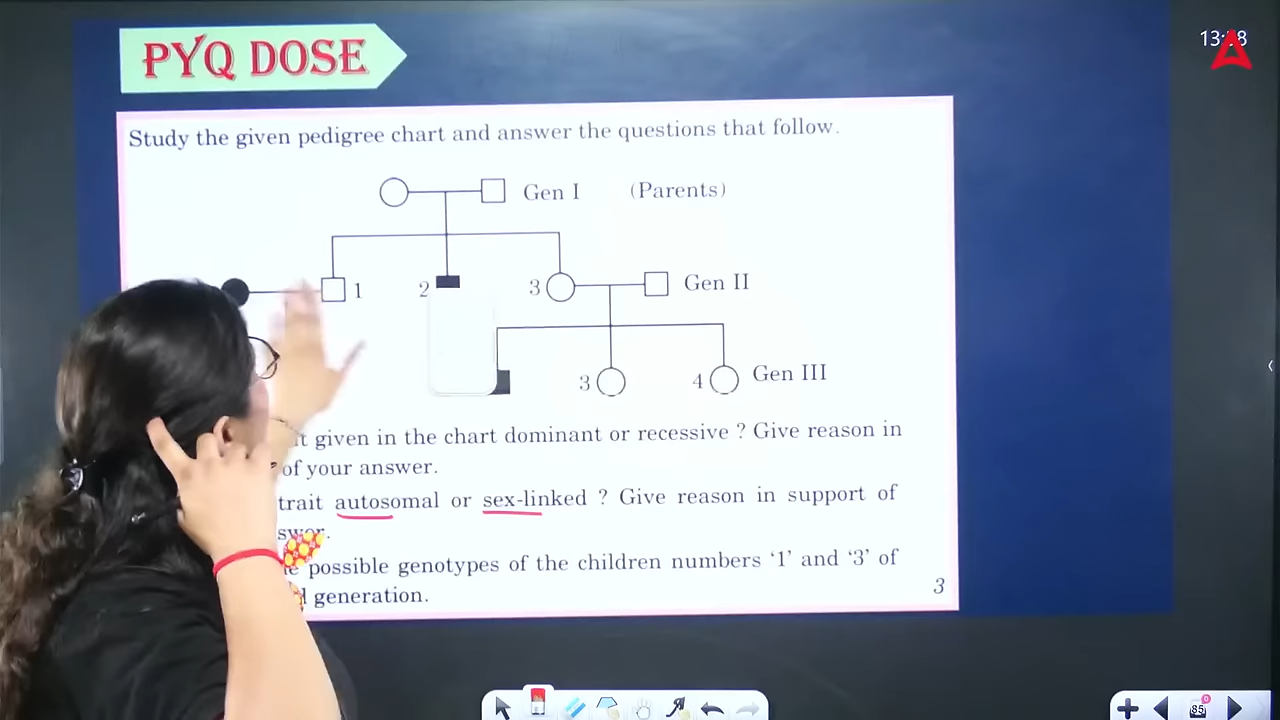 PYQ DOSE
Study the given pedigree chart and answer the questions that follow.
Gen I (Parents)
1 2 3 Gen II
3 4 Gen III
given in the chart dominant or recessive ? Give reason in
of your answer.
trait autosomal or sex-linked ? Give reason in support of
possible genotypes of the children numbers ‘1’ and ‘3’ of
generation.
3
85